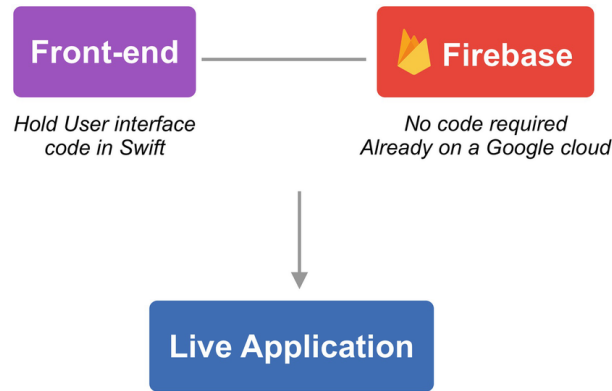 Front-end
Firebase
Hold User interface
code in Swift
No code required
Already on a Google cloud
Live Application